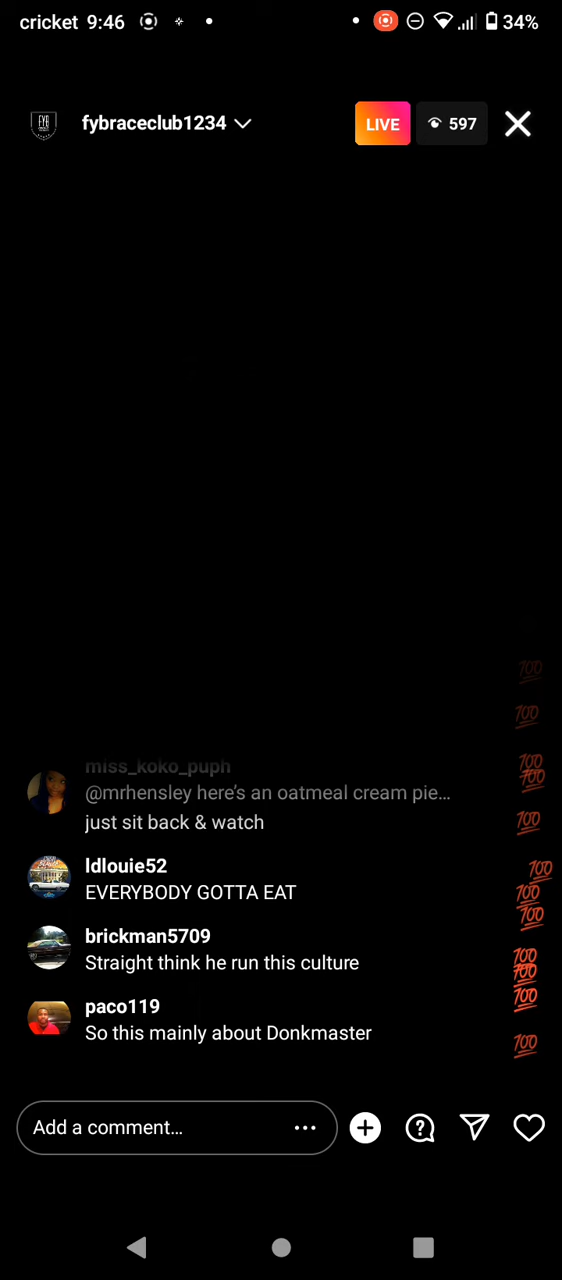 cricket 9:46
34%
FYB
fybraceclub1234
LIVE
597
miss_koko_puph
@mrhensley here’s an oatmeal cream pie…
just sit back & watch
ldlouie52
EVERYBODY GOTTA EAT
brickman5709
Straight think he run this culture
paco119
So this mainly about Donkmaster
Add a comment…